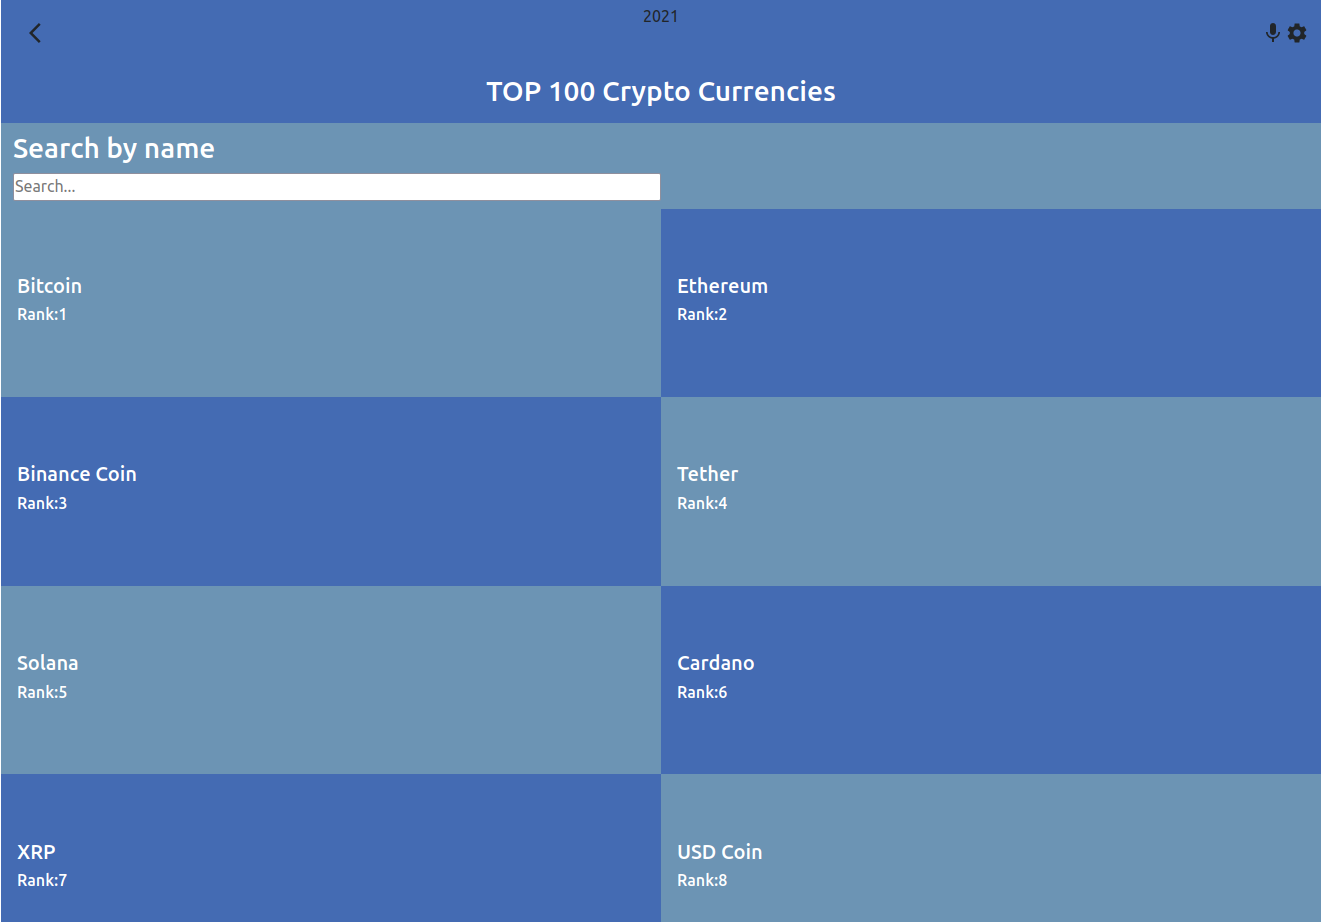 2021
TOP 100 Crypto Currencies
Search by name
Search...
Bitcoin
Rank:1
Ethereum
Rank:2
Binance Coin
Rank:3
Tether
Rank:4
Solana
Rank:5
Cardano
Rank:6
XRP
Rank:7
USD Coin
Rank:8